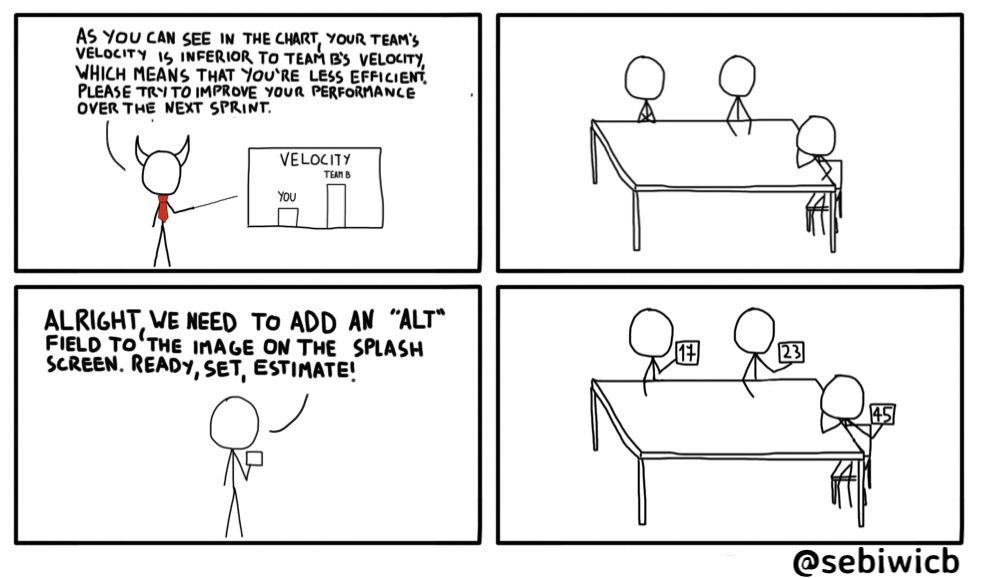 AS YOU CAN SEE IN THE CHART, YOUR TEAM'S
VELOCITY IS INFERIOR TO TEAM B'S VELOCITY,
WHICH MEANS THAT YOU'RE LESS EFFICIENT.
PLEASE TRY TO IMPROVE YOUR PERFORMANCE
OVER THE NEXT SPRINT.
VELOCITY
TEAM B
YOU
ALRIGHT, WE NEED TO ADD AN "ALT"
FIELD TO THE IMAGE ON THE SPLASH
SCREEN. READY, SET, ESTIMATE!
17
23
45
@sebiwicb